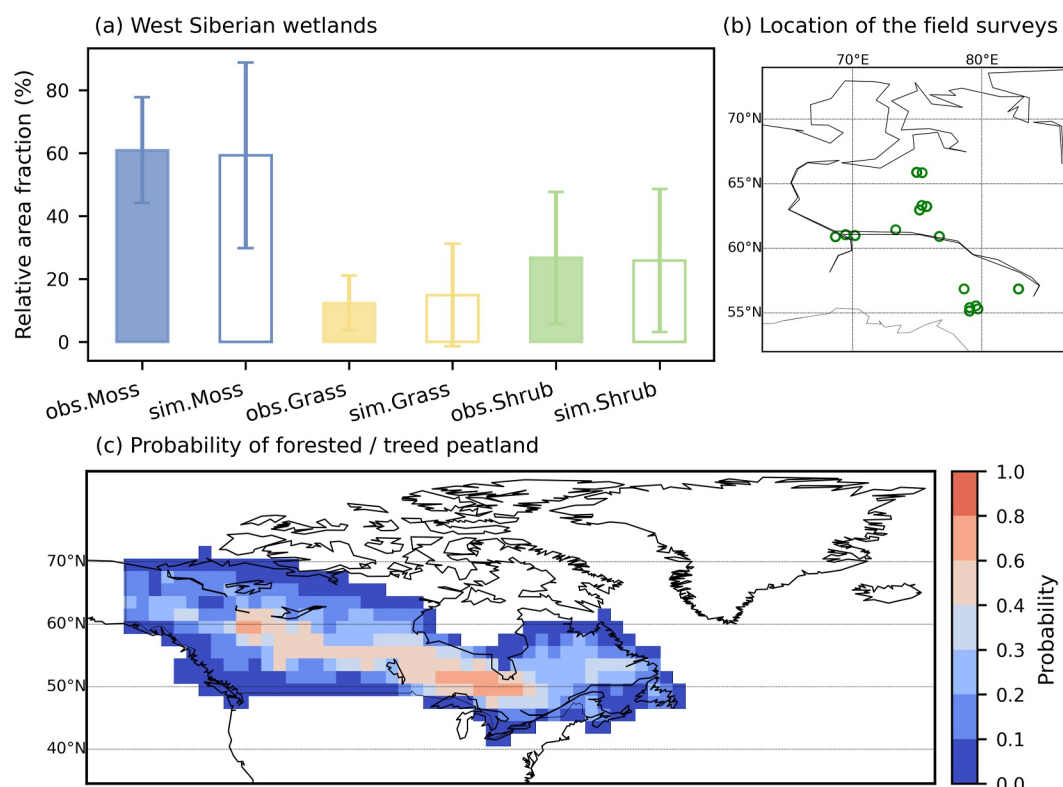 (a) West Siberian wetlands
Relative area fraction (%)
80
60
40
20
0
obs.Moss
sim.Moss
obs.Grass
sim.Grass
obs.Shrub
sim.Shrub
(b) Location of the field surveys
70°E 80°E
70°N
65°N
60°N
55°N
(c) Probability of forested / treed peatland
70°N
60°N
50°N
40°N
1.0
0.8
0.6
0.4
0.3
0.2
0.1
0.0
Probability